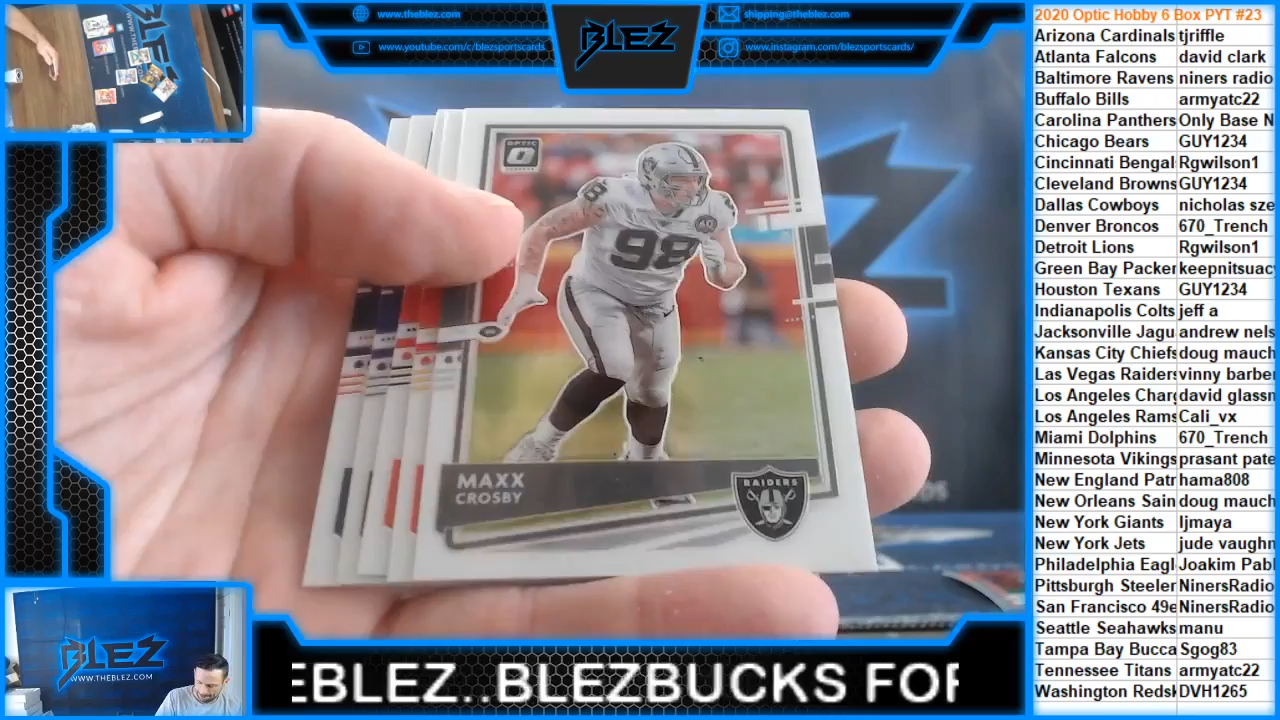 www.theblez.com
shipping@theblez.com
www.youtube.com/c/blezsportscards/
www.instagram.com/blezsportscards/
BLEZ
OPTIC
98
MAXX
CROSBY
RAIDERS
BLEZ
WWW.THEBLEZ.COM
EBLEZ..BLEZBUCKS FOR
2020 Optic Hobby 6 Box PYT #23
Arizona Cardinals tjriffle
Atlanta Falcons david clark
Baltimore Ravens niners radio
Buffalo Bills armyatc22
Carolina Panthers Only Base N
Chicago Bears GUY1234
Cincinnati Bengal Rgwilson1
Cleveland Browns GUY1234
Dallas Cowboys nicholas sze
Denver Broncos 670_Trench
Detroit Lions Rgwilson1
Green Bay Packer keepnitsuac
Houston Texans GUY1234
Indianapolis Colts jeff a
Jacksonville Jagu andrew nels
Kansas City Chiefs doug mauch
Las Vegas Raiders vinny barber
Los Angeles Charg david glassn
Los Angeles Rams Cali_vx
Miami Dolphins 670_Trench
Minnesota Vikings prasant pate
New England Patr hama808
New Orleans Sain doug mauch
New York Giants ljmaya
New York Jets jude vaughn
Philadelphia Eagl Joakim Pabl
Pittsburgh Steeler NinersRadio
San Francisco 49e NinersRadio
Seattle Seahawks manu
Tampa Bay Bucca Sgog83
Tennessee Titans armyatc22
Washington Redsk DVH1265